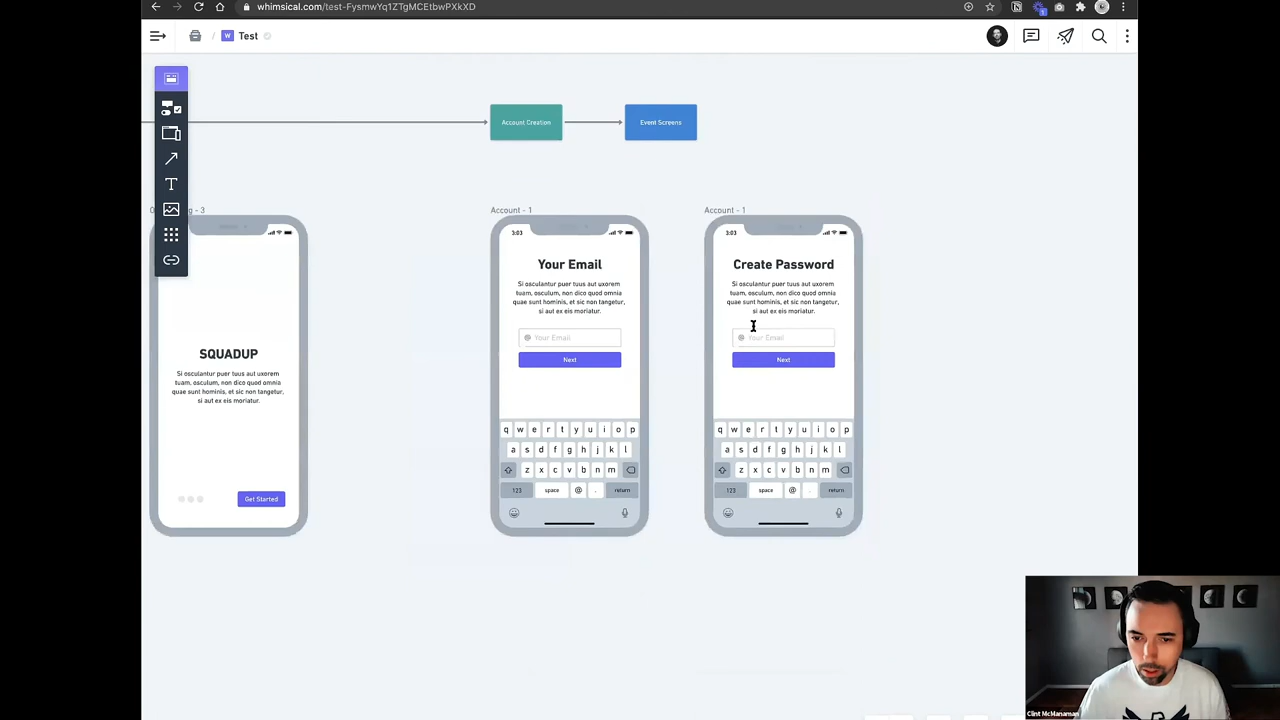 whimsical.com/test-FysmwYq1ZTgMCEtbwPXkXD
/ W Test
Account Creation
Event Screens
g - 3
Account - 1
Account - 1
3:03
3:03
Your Email
Create Password
Si osculantur puer tuus aut uxorem
tuam, osculum, non dico quod omnia
quae sunt hominis, et sic non tangetur,
si aut ex eis moriatur.
Si osculantur puer tuus aut uxorem
tuam, osculum, non dico quod omnia
quae sunt hominis, et sic non tangetur,
si aut ex eis moriatur.
@ Your Email
@ Your Email
Next
Next
SQUADUP
Si osculantur puer tuus aut uxorem
tuam, osculum, non dico quod omnia
quae sunt hominis, et sic non tangetur,
si aut ex eis moriatur.
Get Started
q w e r t y u i o p
a s d f g h j k l
z x c v b n m
123 space @ . return
q w e r t y u i o p
a s d f g h j k l
z x c v b n m
123 space @ . return
Clint McManaman